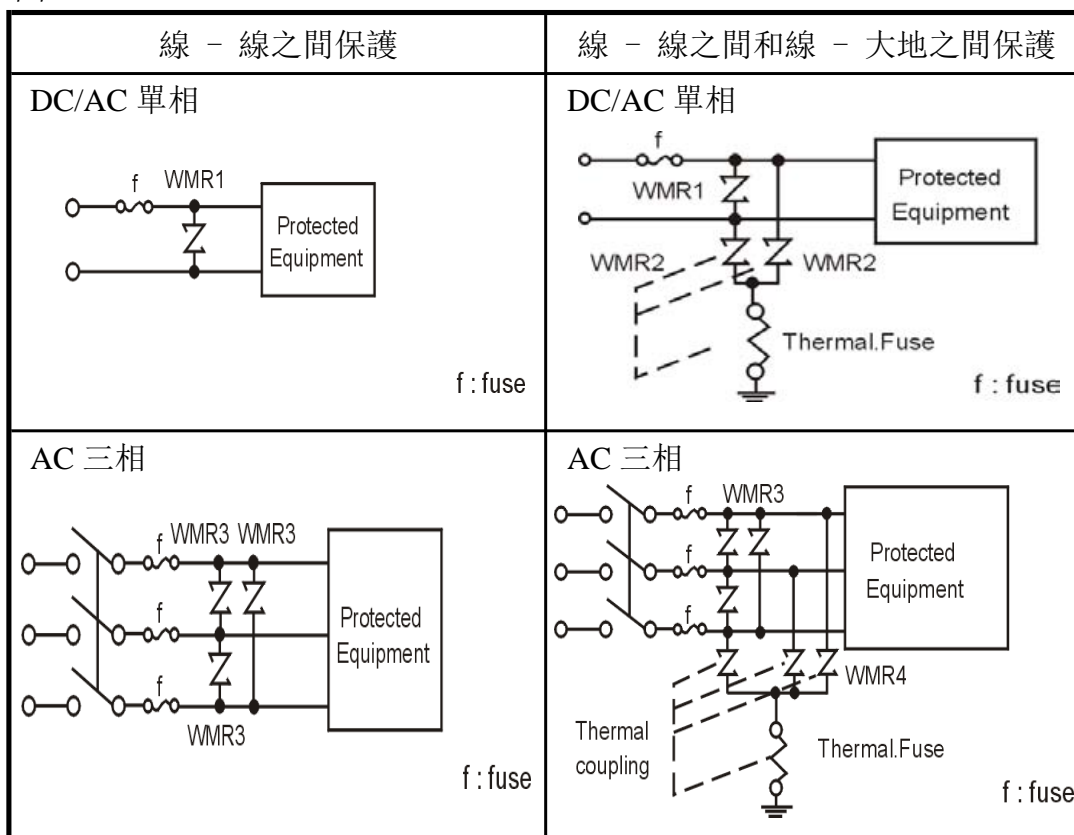 線 - 線之間保護
線 - 線之間和線 - 大地之間保護
DC/AC 單相
f WMR1
Protected
Equipment
f : fuse
DC/AC 單相
f
WMR1
Protected
Equipment
WMR2 WMR2
Thermal.Fuse
f : fuse
AC 三相
f WMR3 WMR3
f
Protected
Equipment
f
WMR3
f : fuse
AC 三相
f WMR3
f
Protected
Equipment
f
WMR4
Thermal
coupling
Thermal.Fuse
f : fuse